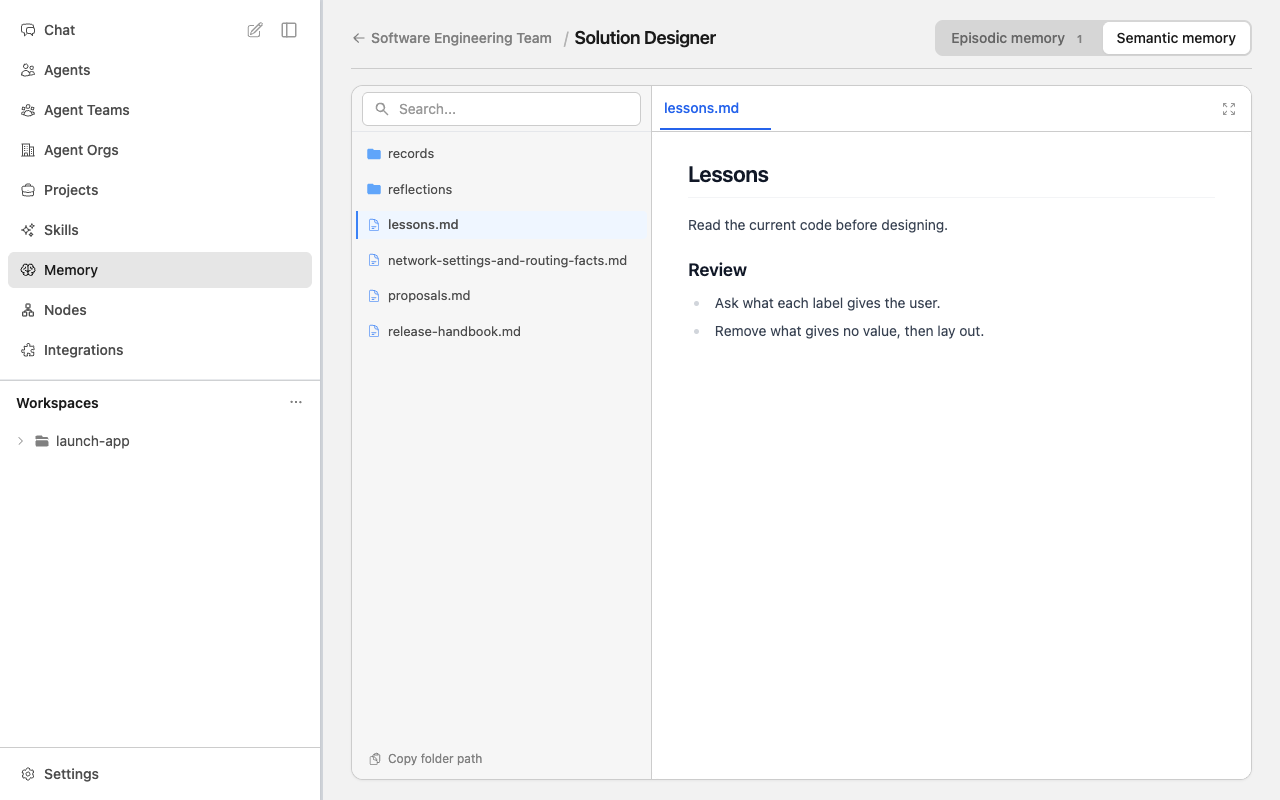 Chat
Agents
Agent Teams
Agent Orgs
Projects
Skills
Memory
Nodes
Integrations
Workspaces
launch-app
Settings
Software Engineering Team / Solution Designer
Episodic memory 1
Semantic memory
Search...
records
reflections
lessons.md
network-settings-and-routing-facts.md
proposals.md
release-handbook.md
Copy folder path
lessons.md
Lessons
Read the current code before designing.
Review
Ask what each label gives the user.
Remove what gives no value, then lay out.